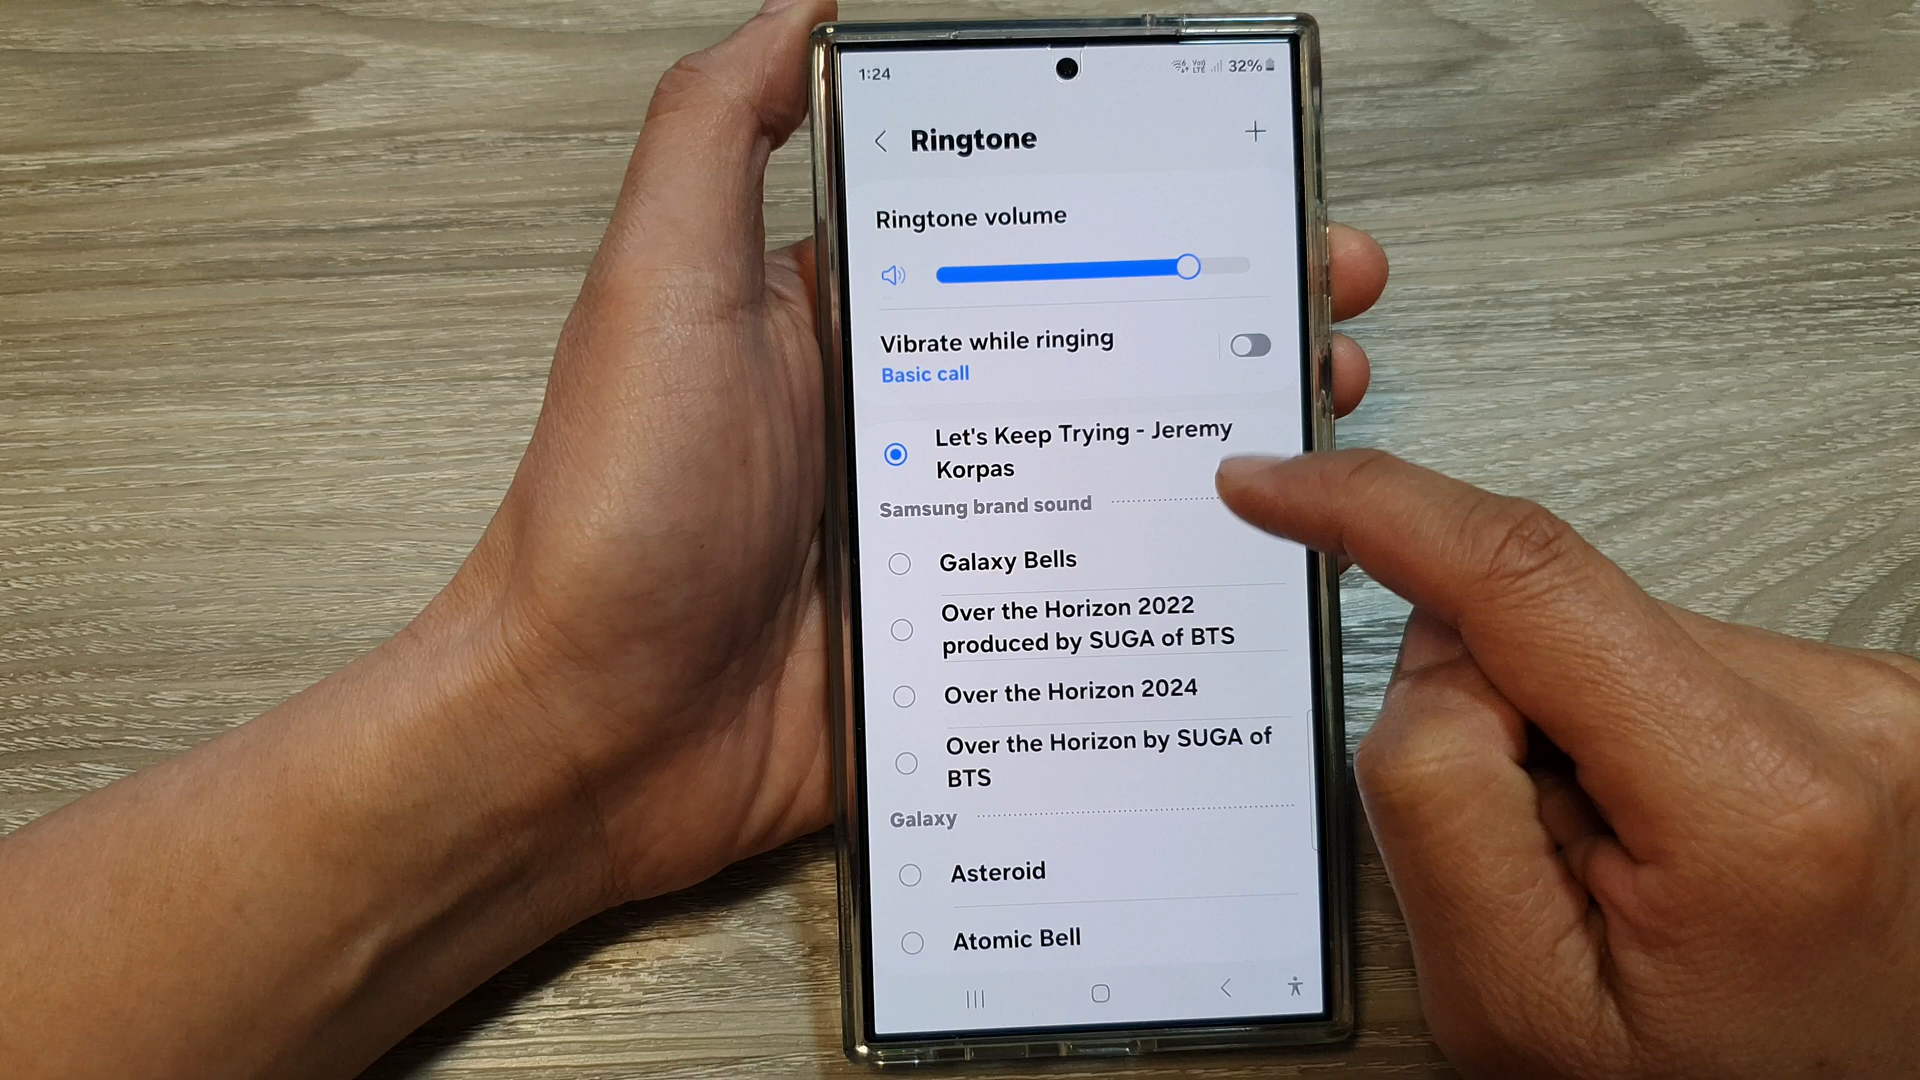 1:24
32%
Ringtone
Ringtone volume
Vibrate while ringing
Basic call
Let's Keep Trying - Jeremy
Korpas
Samsung brand sound
Galaxy Bells
Over the Horizon 2022
produced by SUGA of BTS
Over the Horizon 2024
Over the Horizon by SUGA of
BTS
Galaxy
Asteroid
Atomic Bell